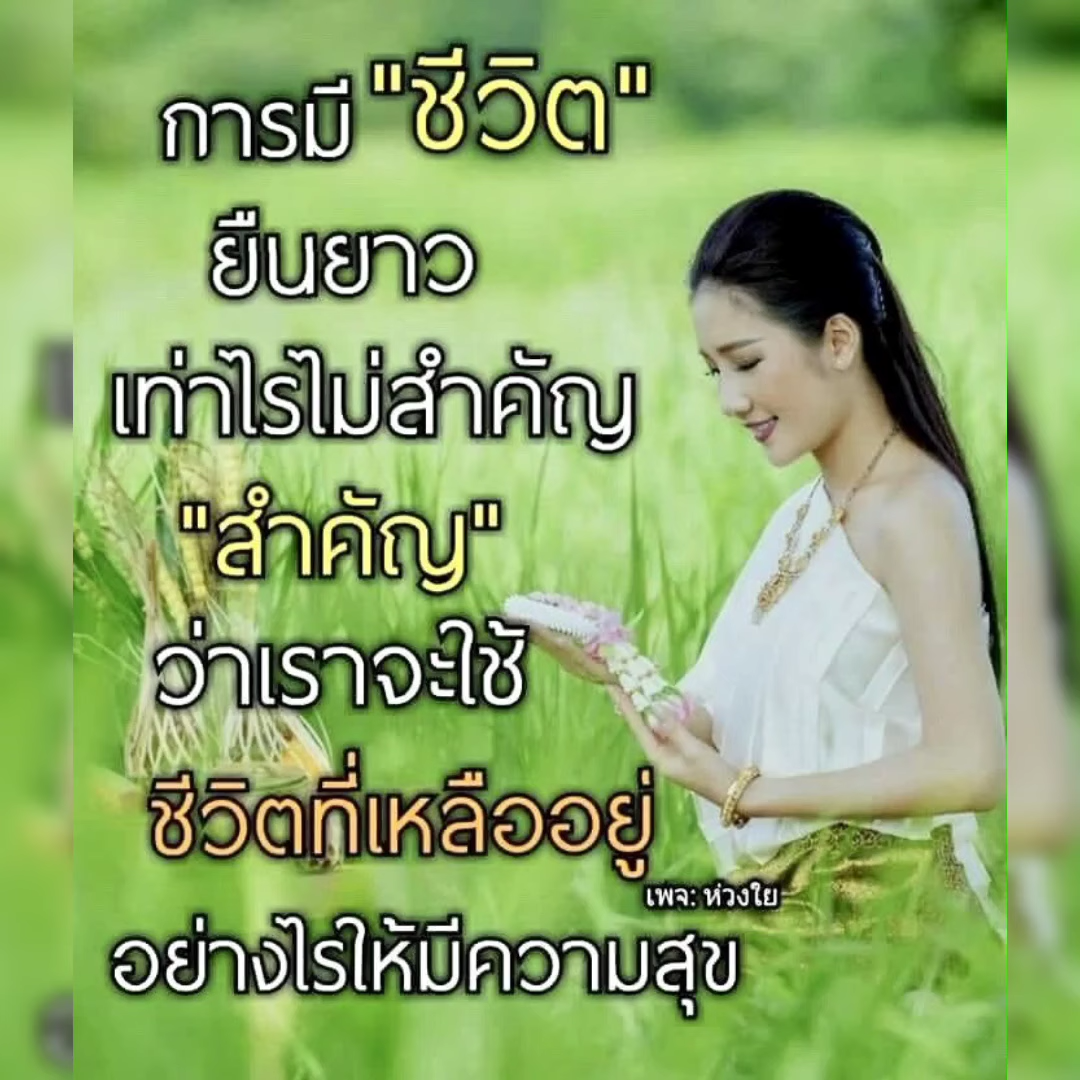 การมี "ชีวิต"
ยืนยาว
เท่าไรไม่สำคัญ
"สำคัญ"
ว่าเราจะใช้
ชีวิตที่เหลืออยู่
เพจ: ห่วงใย
อย่างไรให้มีความสุข